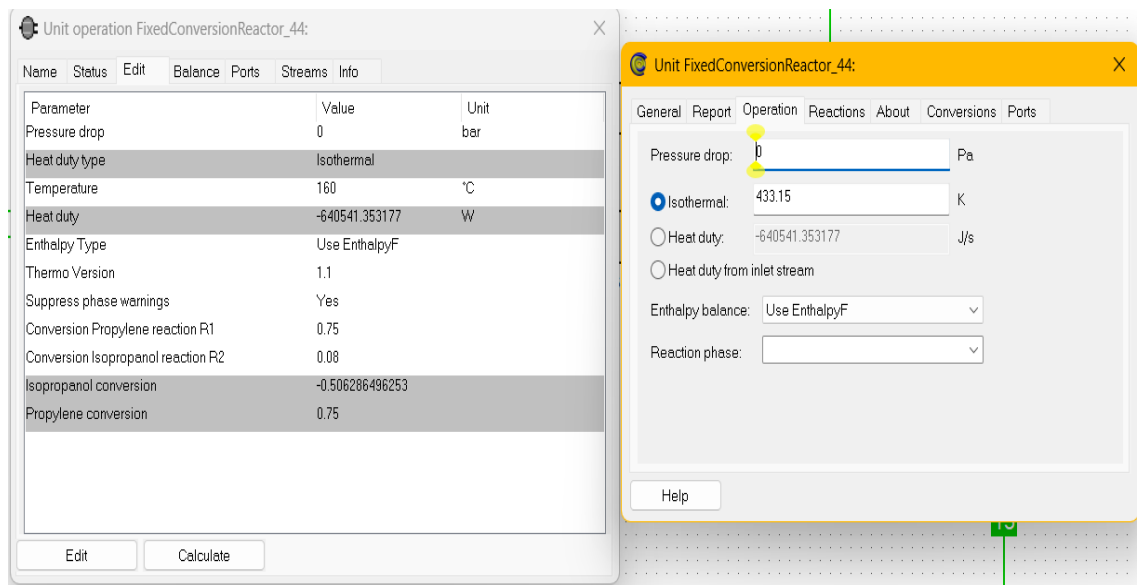 Unit operation FixedConversionReactor_44:
Name Status Edit Balance Ports Streams Info
Parameter Value Unit
Pressure drop 0 bar
Heat duty type Isothermal
Temperature 160 °C
Heat duty -640541.353177 W
Enthalpy Type Use EnthalpyF
Thermo Version 1.1
Suppress phase warnings Yes
Conversion Propylene reaction R1 0.75
Conversion Isopropanol reaction R2 0.08
Isopropanol conversion -0.506286496253
Propylene conversion 0.75
Edit Calculate
Unit FixedConversionReactor_44:
General Report Operation Reactions About Conversions Ports
Pressure drop: 0 Pa
Isothermal: 433.15 K
Heat duty: -640541.353177 J/s
Heat duty from inlet stream
Enthalpy balance: Use EnthalpyF
Reaction phase:
Help